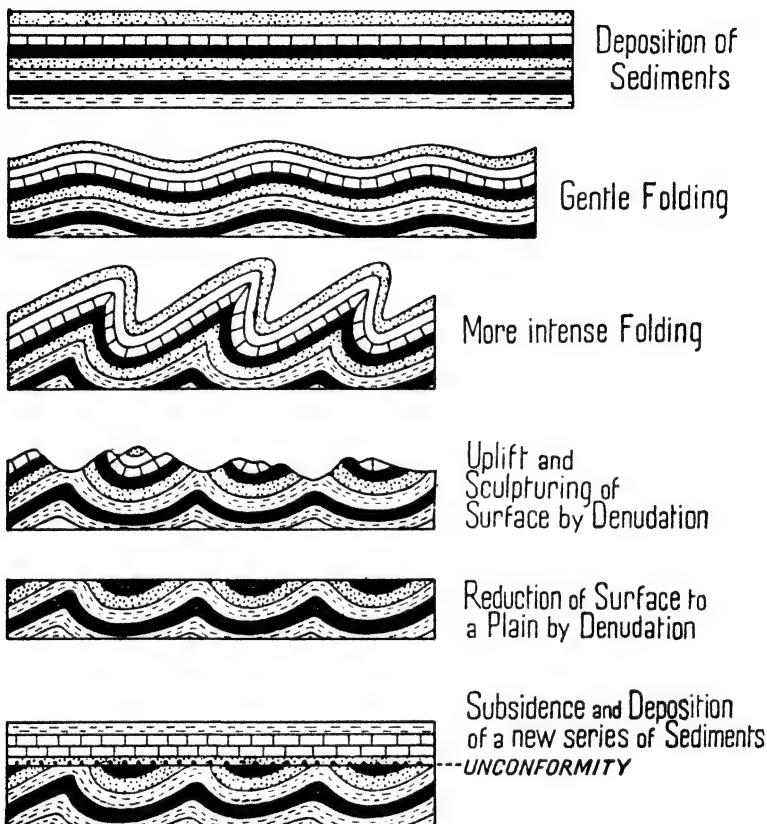 Deposition of
Sediments
Gentle Folding
More intense Folding
Uplift and
Sculpturing of
Surface by Denudation
Reduction of Surface to
a Plain by Denudation
Subsidence and Deposition
of a new series of Sediments
---UNCONFORMITY